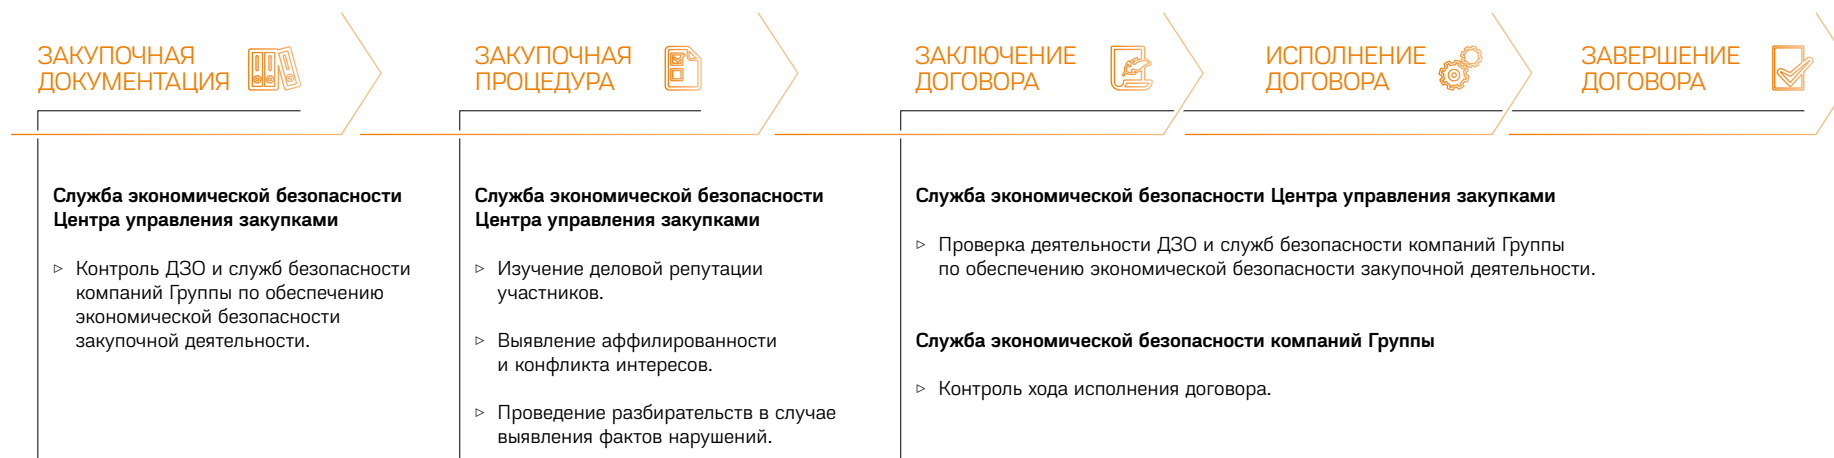 ЗАКУПОЧНАЯ
ДОКУМЕНТАЦИЯ
ЗАКУПОЧНАЯ
ПРОЦЕДУРА
ЗАКЛЮЧЕНИЕ
ДОГОВОРА
ИСПОЛНЕНИЕ
ДОГОВОРА
ЗАВЕРШЕНИЕ
ДОГОВОРА
Служба экономической безопасности
Центра управления закупками
▹ Контроль ДЗО и служб безопасности
компаний Группы по обеспечению
экономической безопасности
закупочной деятельности.
Служба экономической безопасности
Центра управления закупками
▹ Изучение деловой репутации
участников.
▹ Выявление аффилированности
и конфликта интересов.
▹ Проведение разбирательств в случае
выявления фактов нарушений.
Служба экономической безопасности Центра управления закупками
▹ Проверка деятельности ДЗО и служб безопасности компаний Группы
по обеспечению экономической безопасности закупочной деятельности.
Служба экономической безопасности компаний Группы
▹ Контроль хода исполнения договора.